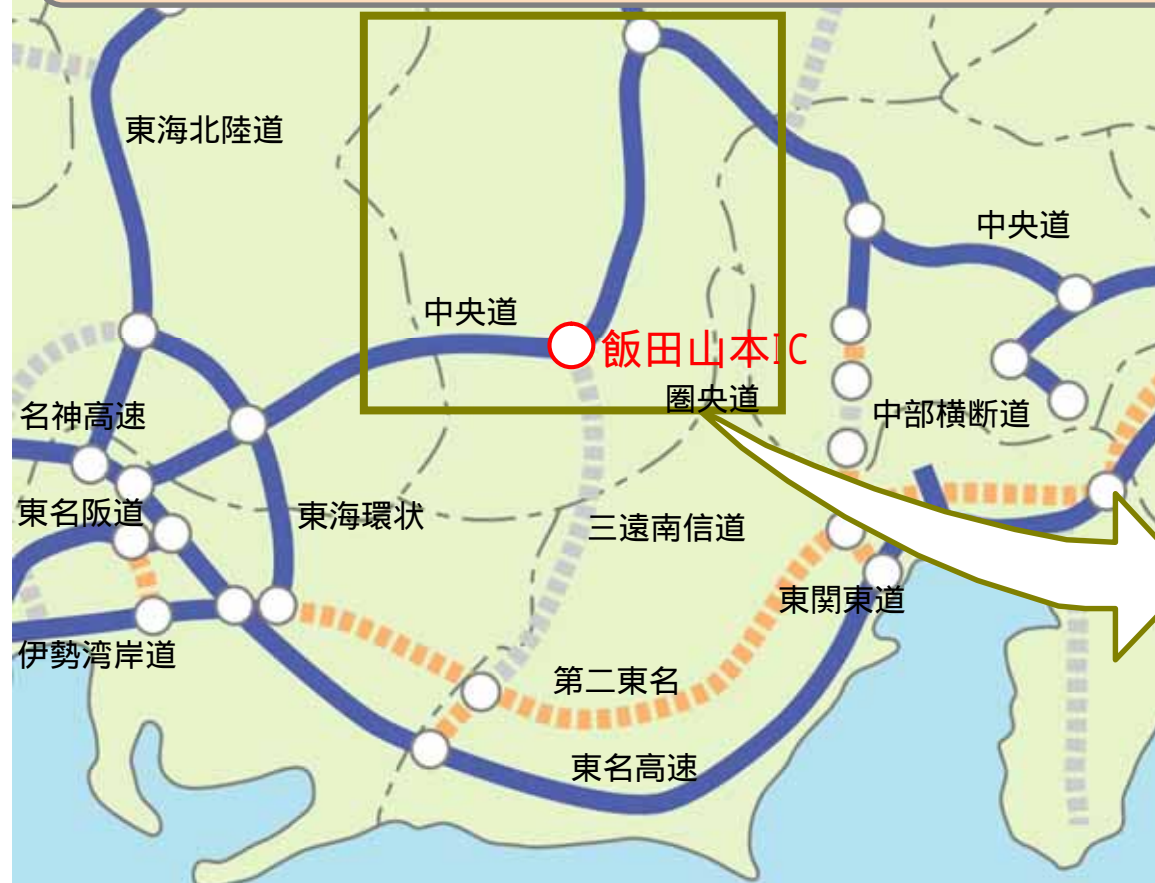 東海北陸道
中央道
中央道
飯田山本IC
圏央道
名神高速
中部横断道
東名阪道
東海環状
三遠南信道
東関東道
伊勢湾岸道
第二東名
東名高速